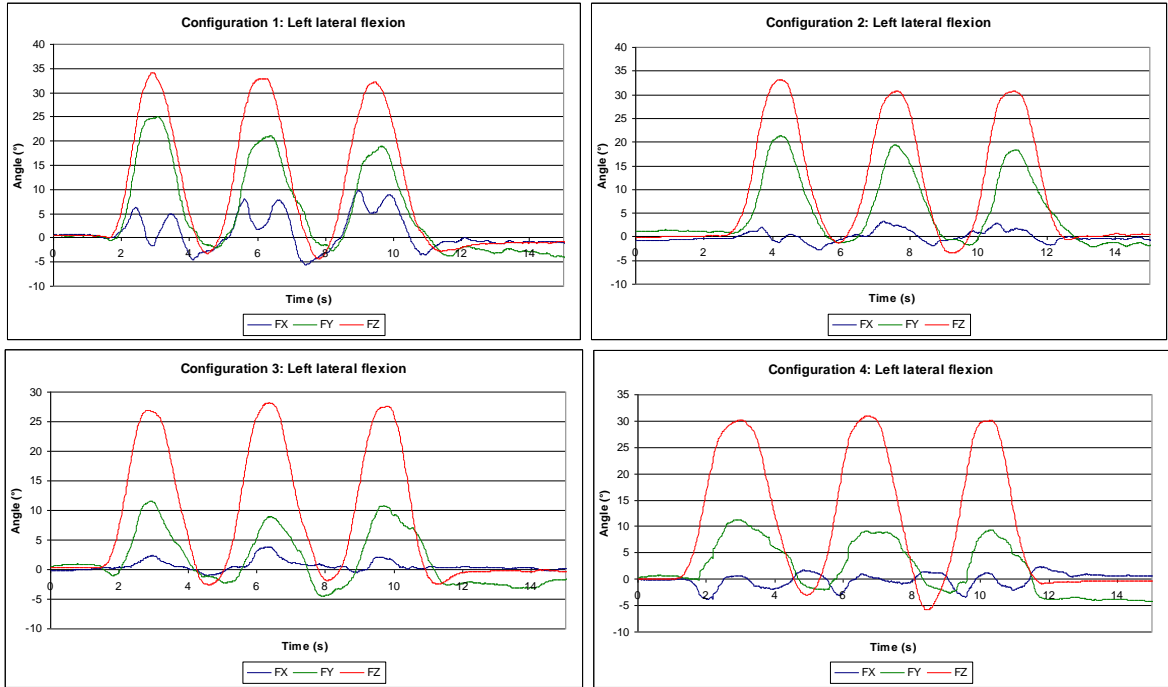 Configuration 1: Left lateral flexion
40
35
30
25
20
15
10
5
0
-5
-10
0 2 4 6 8 10 12 14
Angle (°)
Time (s)
FX FY FZ
Configuration 2: Left lateral flexion
40
35
30
25
20
15
10
5
0
-5
-10
0 2 4 6 8 10 12 14
Angle (°)
Time (s)
FX FY FZ
Configuration 3: Left lateral flexion
30
25
20
15
10
5
0
-5
-10
0 2 4 6 8 10 12 14
Angle (°)
Time (s)
FX FY FZ
Configuration 4: Left lateral flexion
35
30
25
20
15
10
5
0
-5
-10
0 2 4 6 8 10 12 14
Angle (°)
Time (s)
FX FY FZ